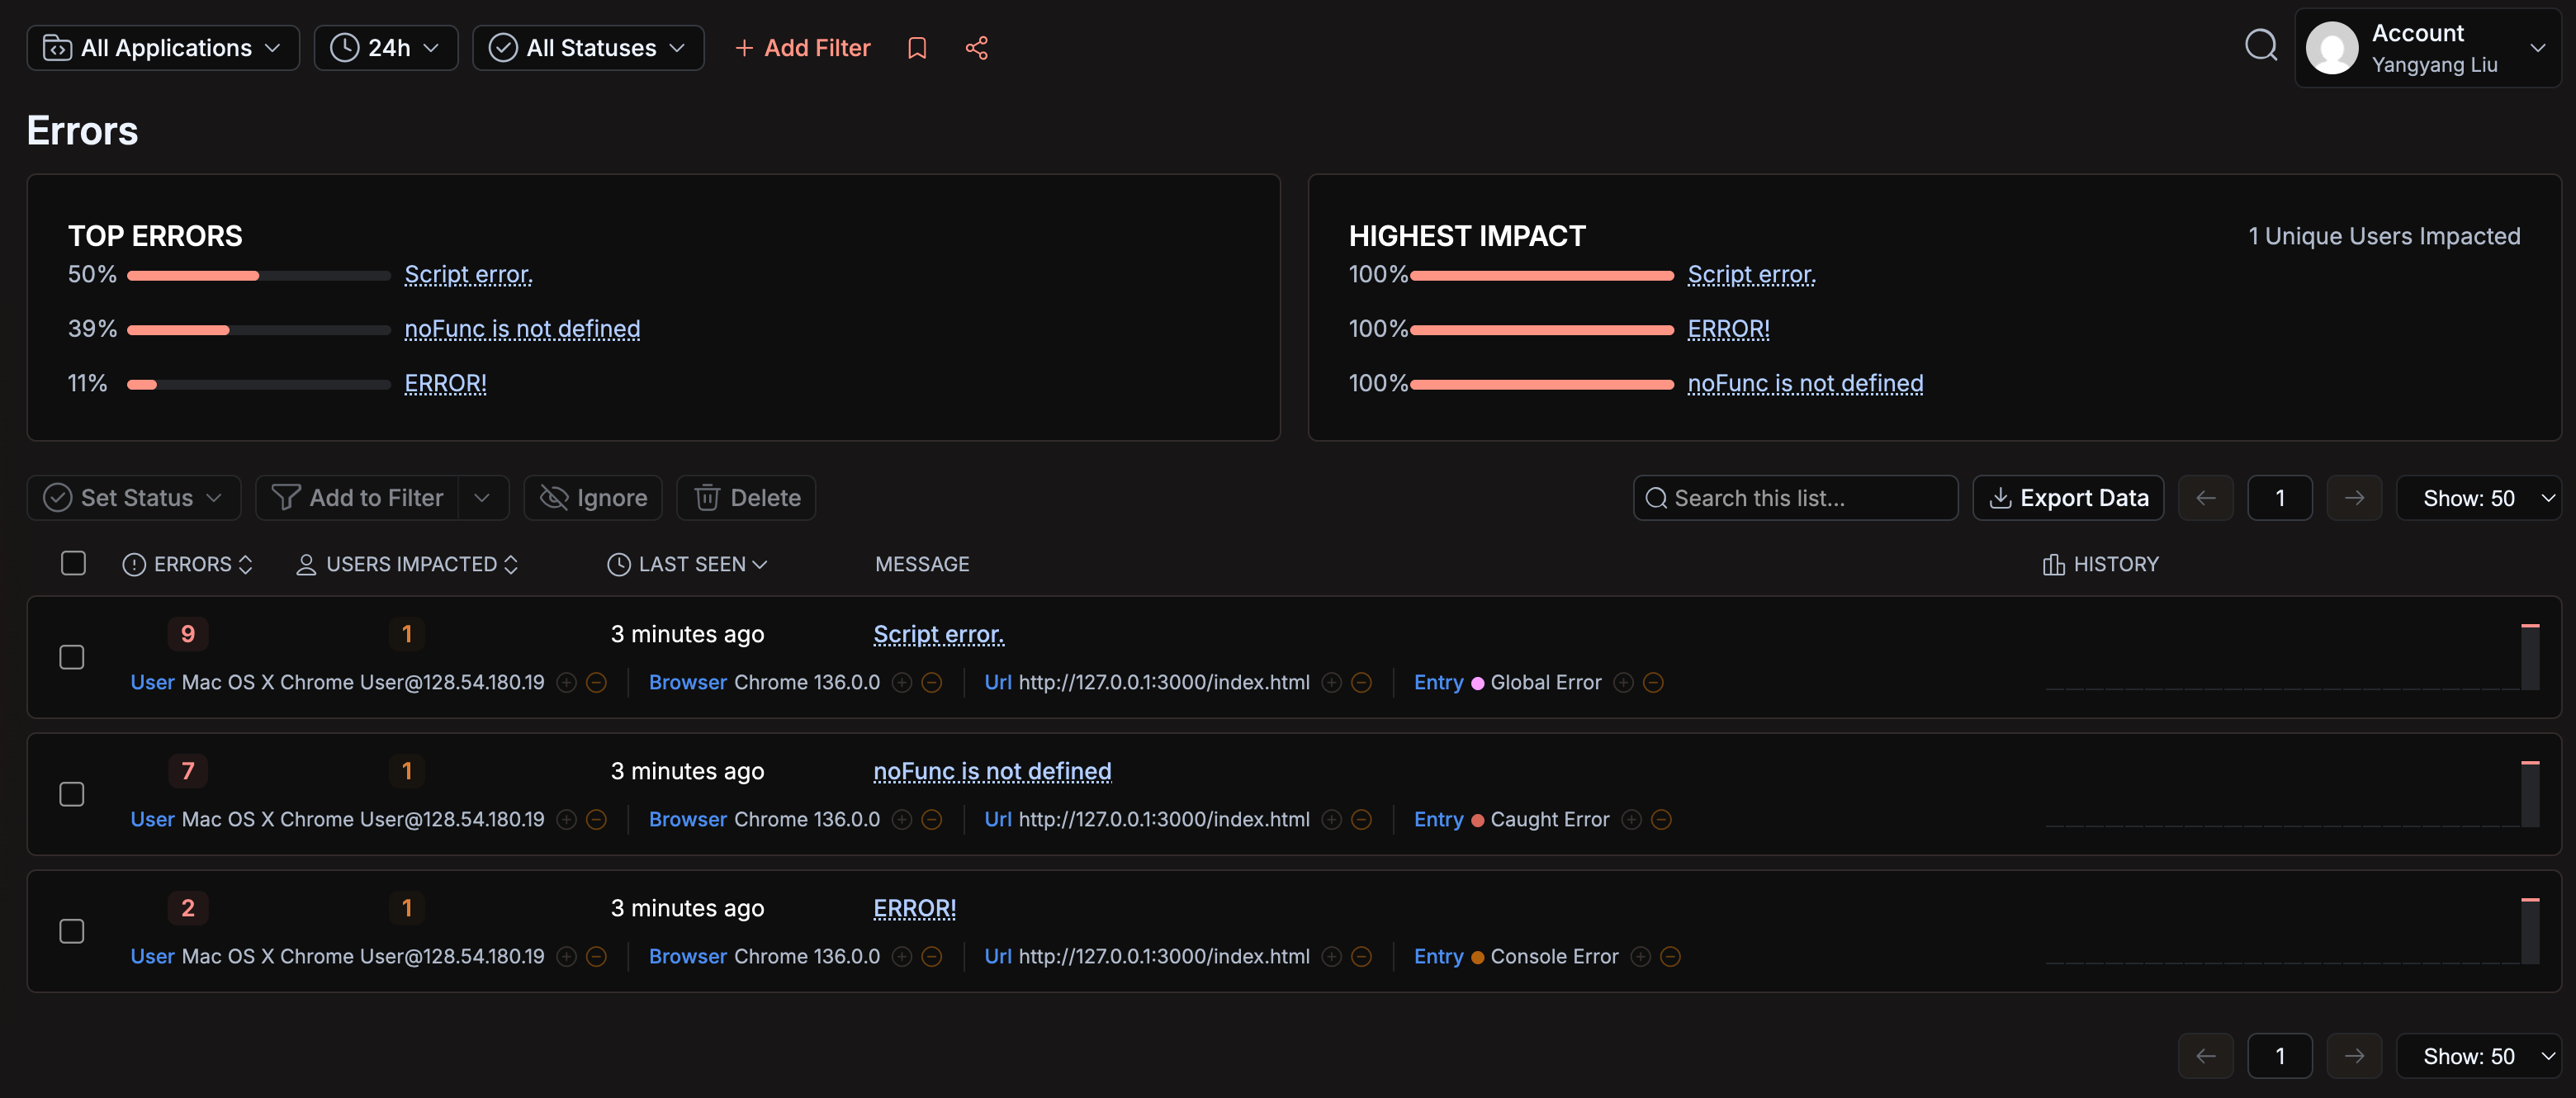 All Applications 24h All Statuses + Add Filter
Account
Yangyang Liu
Errors
TOP ERRORS
50% Script error.
39% noFunc is not defined
11% ERROR!
HIGHEST IMPACT 1 Unique Users Impacted
100% Script error.
100% ERROR!
100% noFunc is not defined
Set Status Add to Filter Ignore Delete Search this list... Export Data 1 Show: 50
ERRORS USERS IMPACTED LAST SEEN MESSAGE HISTORY
9 1 3 minutes ago Script error.
User Mac OS X Chrome User@128.54.180.19 Browser Chrome 136.0.0 Url http://127.0.0.1:3000/index.html Entry Global Error
7 1 3 minutes ago noFunc is not defined
User Mac OS X Chrome User@128.54.180.19 Browser Chrome 136.0.0 Url http://127.0.0.1:3000/index.html Entry Caught Error
2 1 3 minutes ago ERROR!
User Mac OS X Chrome User@128.54.180.19 Browser Chrome 136.0.0 Url http://127.0.0.1:3000/index.html Entry Console Error
1 Show: 50